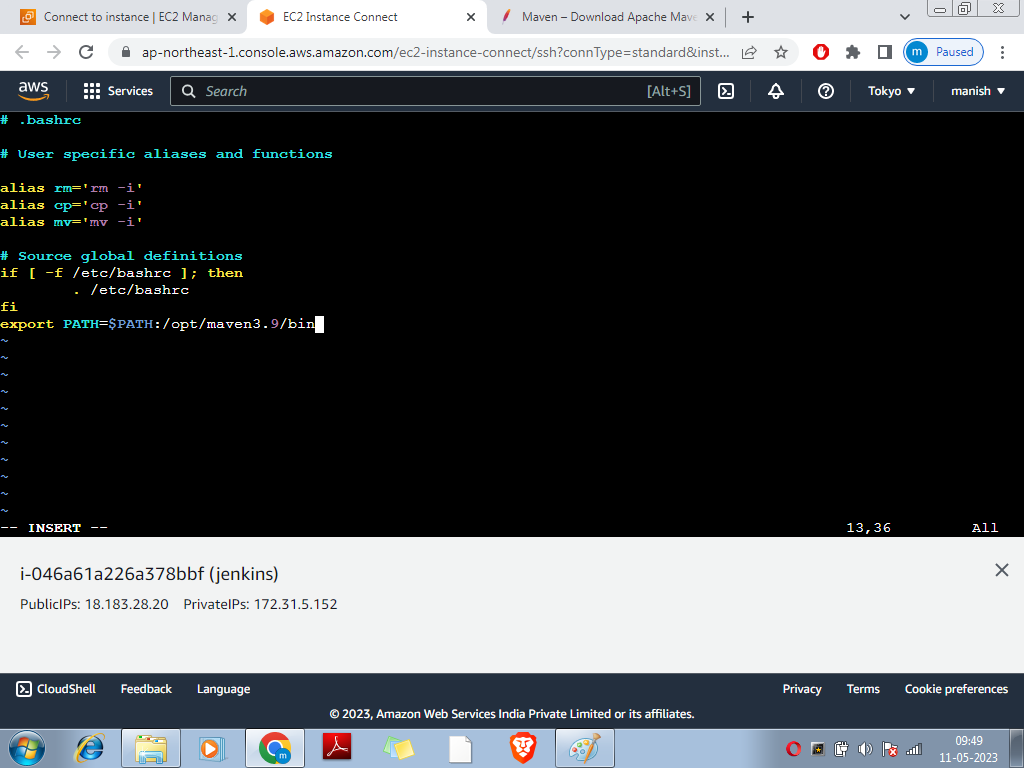 Connect to instance | EC2 Manag
EC2 Instance Connect
Maven – Download Apache Mave
ap-northeast-1.console.aws.amazon.com/ec2-instance-connect/ssh?connType=standard&inst...
m Paused
aws
Services
Search
[Alt+S]
Tokyo
manish
# .bashrc
# User specific aliases and functions
alias rm='rm -i'
alias cp='cp -i'
alias mv='mv -i'
# Source global definitions
if [ -f /etc/bashrc ]; then
. /etc/bashrc
fi
export PATH=$PATH:/opt/maven3.9/bin
~
~
~
~
~
~
~
~
~
~
~
-- INSERT --
13,36
All
i-046a61a226a378bbf (jenkins)
PublicIPs: 18.183.28.20 PrivateIPs: 172.31.5.152
CloudShell
Feedback
Language
Privacy
Terms
Cookie preferences
© 2023, Amazon Web Services India Private Limited or its affiliates.
m
09:49
11-05-2023